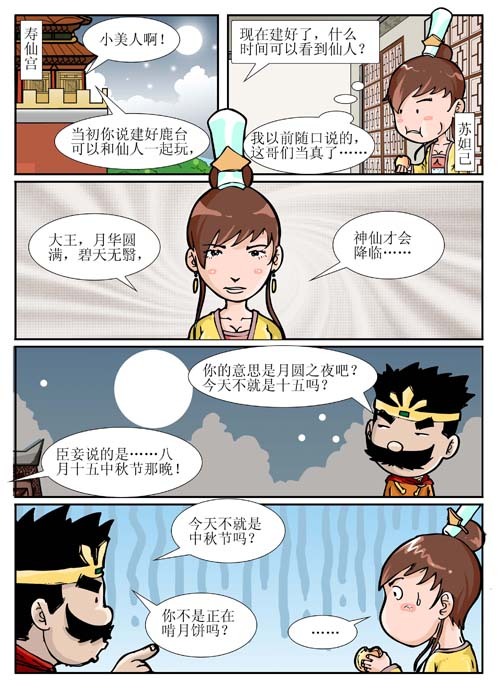 寿仙宫
小美人啊！
当初你说建好鹿台
可以和仙人一起玩，
现在建好了，什么
时间可以看到仙人？
我以前随口说的，
这哥们当真了……
苏妲己
大王，月华圆
满，碧天无翳，
神仙才会
降临……
你的意思是月圆之夜吧？
今天不就是十五吗？
臣妾说的是……八
月十五中秋节那晚！
今天不就是
中秋节吗？
你不是正在
啃月饼吗？
……